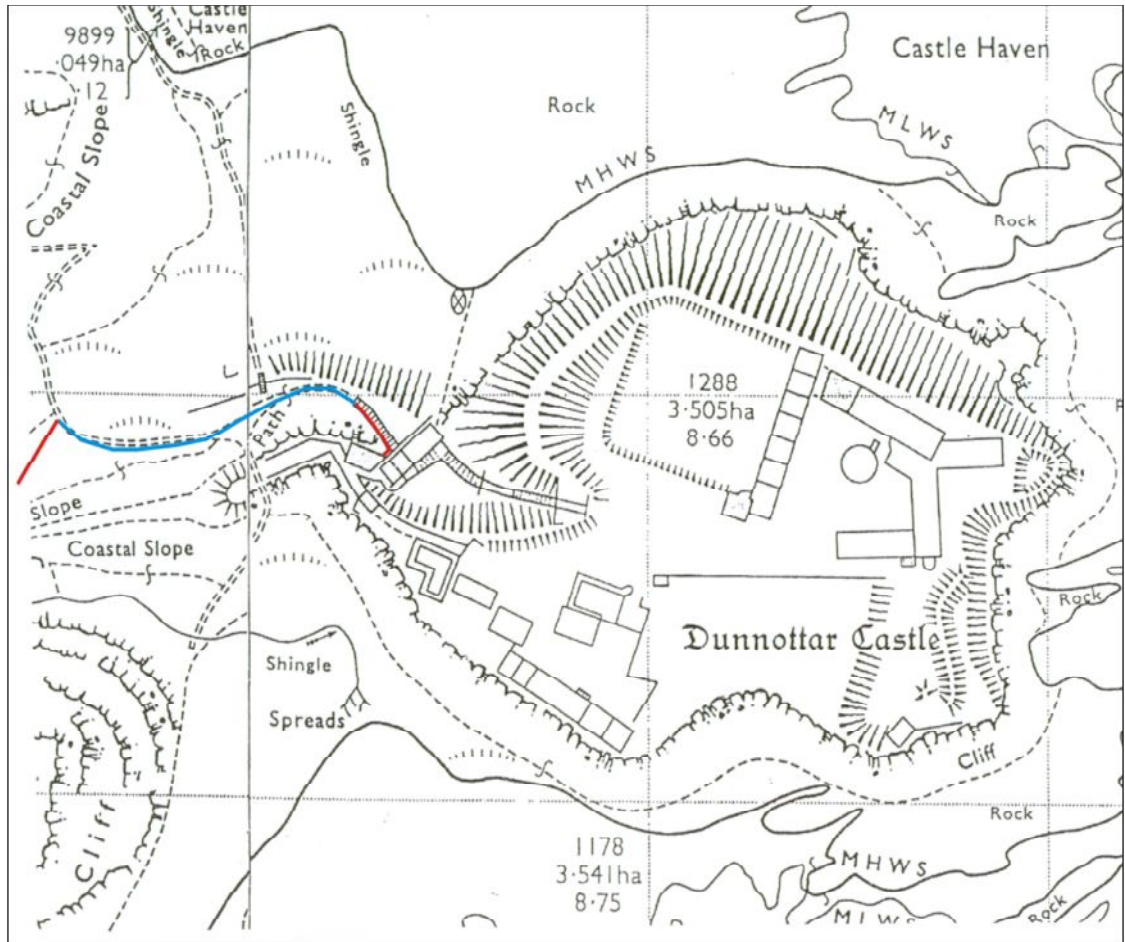 9899
·049ha
·12
Shingle
Castle
Haven
Rock
Castle Haven
Coastal Slope
Shingle
Rock
MLWS
MHWS
Rock
L
Path
1288
3·505ha
8·66
Slope
Coastal Slope
Rock
Dunnottar Castle
Shingle
Spreads
Cliff
Cliff
Rock
1178
3·541ha
8·75
MHWS
MLWS
Rock